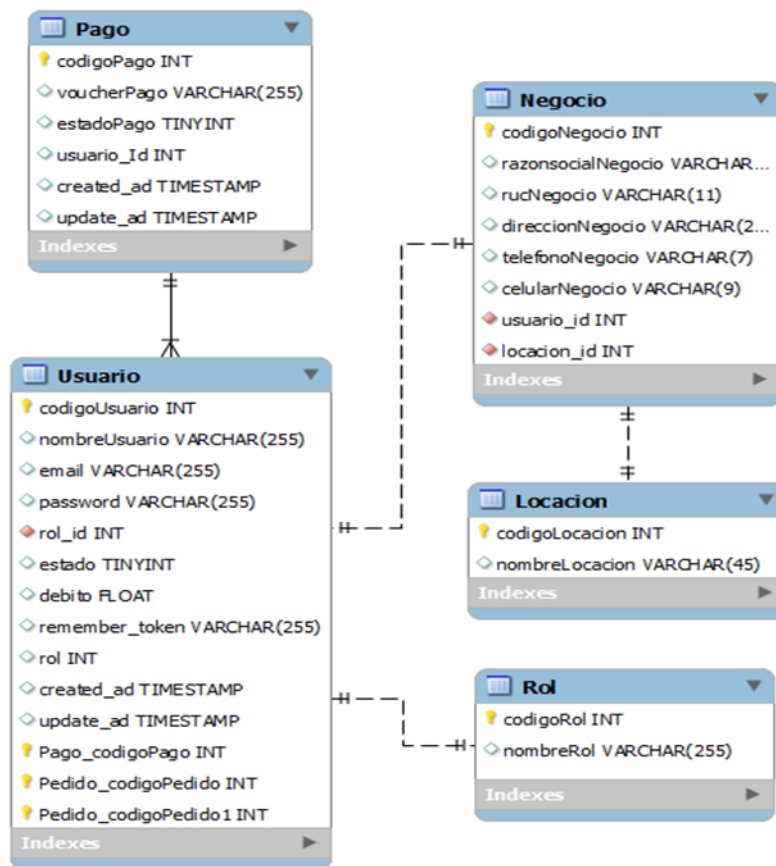 Pago
codigoPago INT
voucherPago VARCHAR(255)
estadoPago TINYINT
usuario_Id INT
created_ad TIMESTAMP
update_ad TIMESTAMP
Indexes
Negocio
codigoNegocio INT
razonsocialNegocio VARCHAR...
rucNegocio VARCHAR(11)
direccionNegocio VARCHAR(2...
telefonoNegocio VARCHAR(7)
celularNegocio VARCHAR(9)
usuario_id INT
locacion_id INT
Indexes
Usuario
codigoUsuario INT
nombreUsuario VARCHAR(255)
email VARCHAR(255)
password VARCHAR(255)
rol_id INT
estado TINYINT
debito FLOAT
remember_token VARCHAR(255)
rol INT
created_ad TIMESTAMP
update_ad TIMESTAMP
Pago_codigoPago INT
Pedido_codigoPedido INT
Pedido_codigoPedido1 INT
Indexes
Locacion
codigoLocacion INT
nombreLocacion VARCHAR(45)
Indexes
Rol
codigoRol INT
nombreRol VARCHAR(255)
Indexes